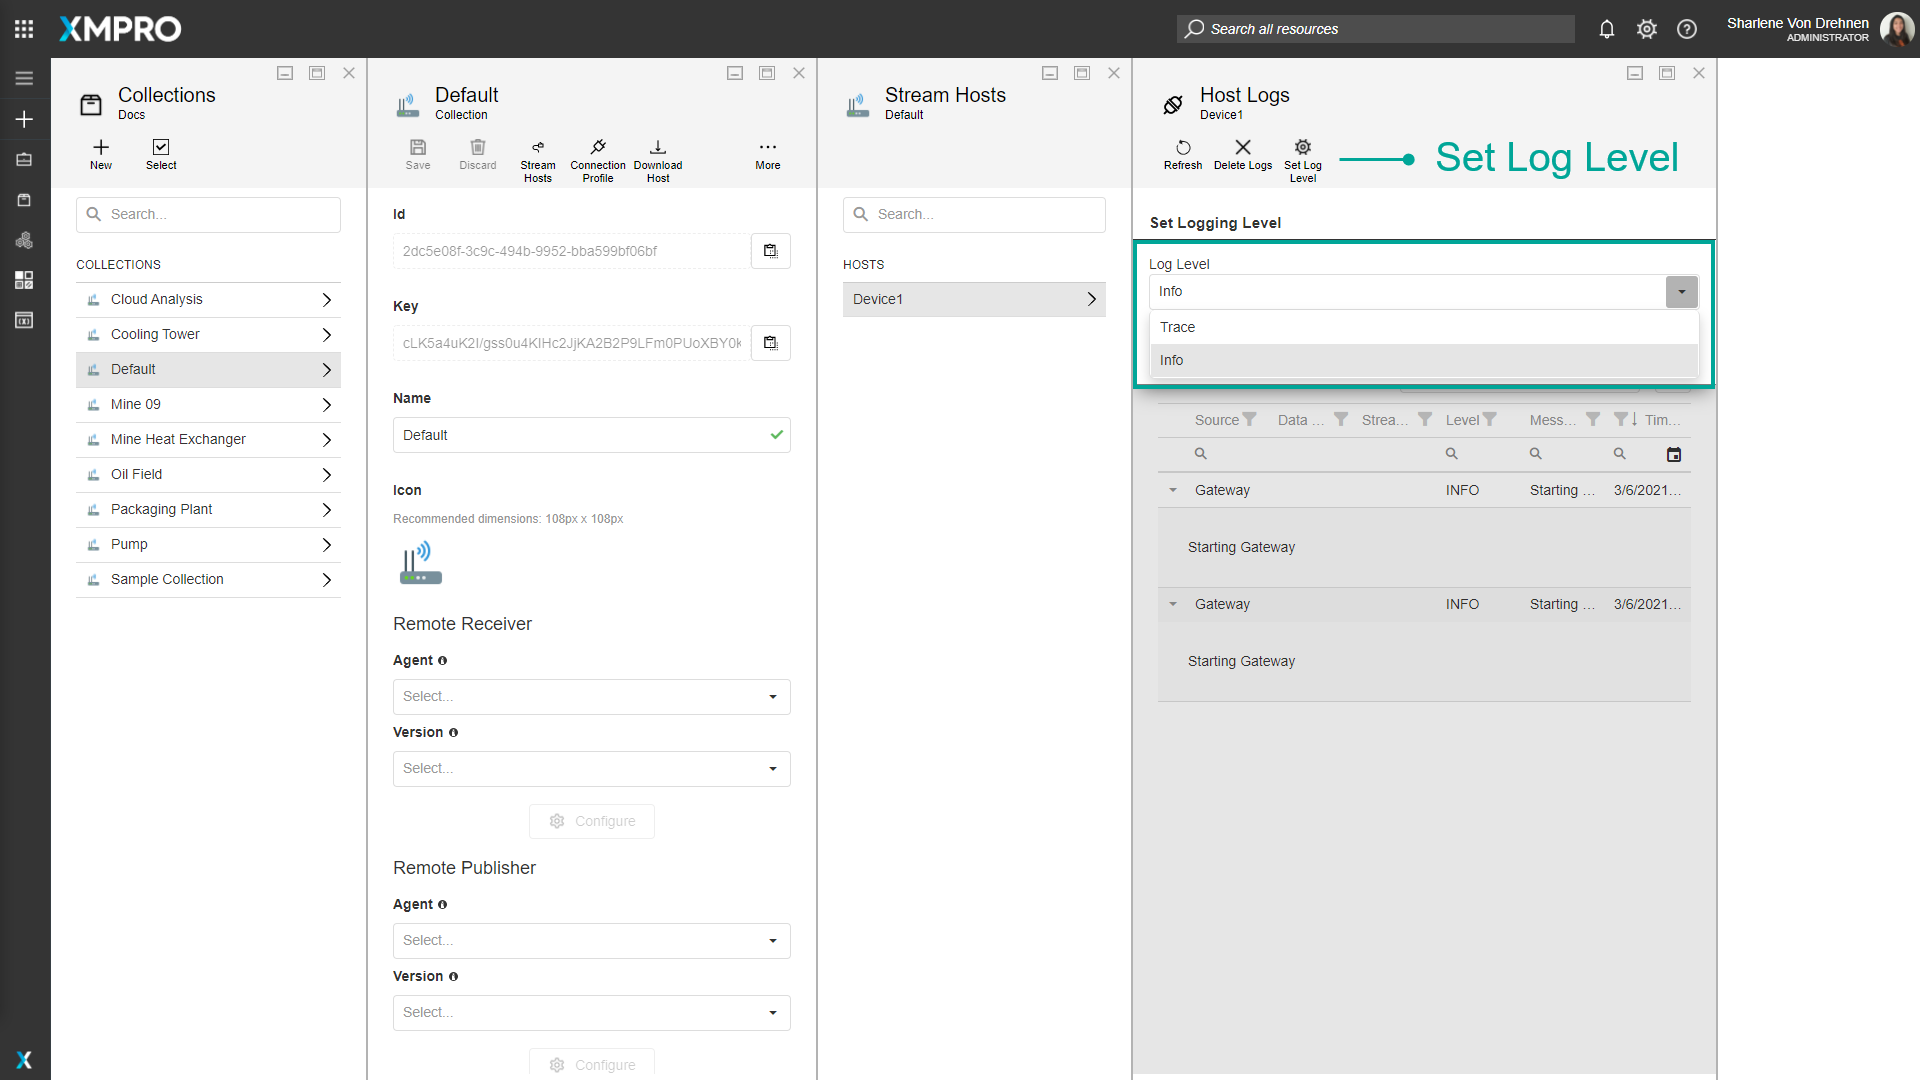 XMPRO
Search all resources
Sharlene Von Drehnen
ADMINISTRATOR
Collections
Docs
New
Select
Search...
COLLECTIONS
Cloud Analysis
Cooling Tower
Default
Mine 09
Mine Heat Exchanger
Oil Field
Packaging Plant
Pump
Sample Collection
Default
Collection
Save
Discard
Stream Hosts
Connection Profile
Download Host
More
Id
2dc5e08f-3c9c-494b-9952-bba599bf06bf
Key
cLK5a4uK2I/gss0u4KIHc2JjKA2B2P9LFm0PUoXBY0k
Name
Default
Icon
Recommended dimensions: 108px x 108px
Remote Receiver
Agent
Select...
Version
Select...
Configure
Remote Publisher
Agent
Select...
Version
Select...
Configure
Stream Hosts
Default
Search...
HOSTS
Device1
Host Logs
Device1
Refresh
Delete Logs
Set Log Level
Set Log Level
Set Logging Level
Log Level
Info
Trace
Info
Source Data ... Strea... Level Mess... Tim...
Gateway INFO Starting ... 3/6/2021...
Starting Gateway
Gateway INFO Starting ... 3/6/2021...
Starting Gateway
X